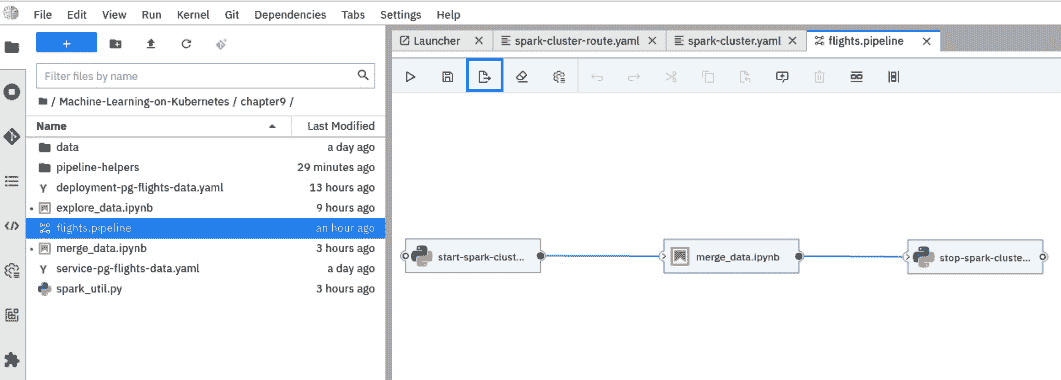 File Edit View Run Kernel Git Dependencies Tabs Settings Help
Launcher spark-cluster-route.yaml spark-cluster.yaml flights.pipeline
Filter files by name
/ Machine-Learning-on-Kubernetes / chapter9 /
Name Last Modified
data a day ago
pipeline-helpers 29 minutes ago
deployment-pg-flights-data.yaml 13 hours ago
explore_data.ipynb 9 hours ago
flights.pipeline an hour ago
merge_data.ipynb 3 hours ago
service-pg-flights-data.yaml a day ago
spark_util.py 3 hours ago
start-spark-clust... merge_data.ipynb stop-spark-cluste...